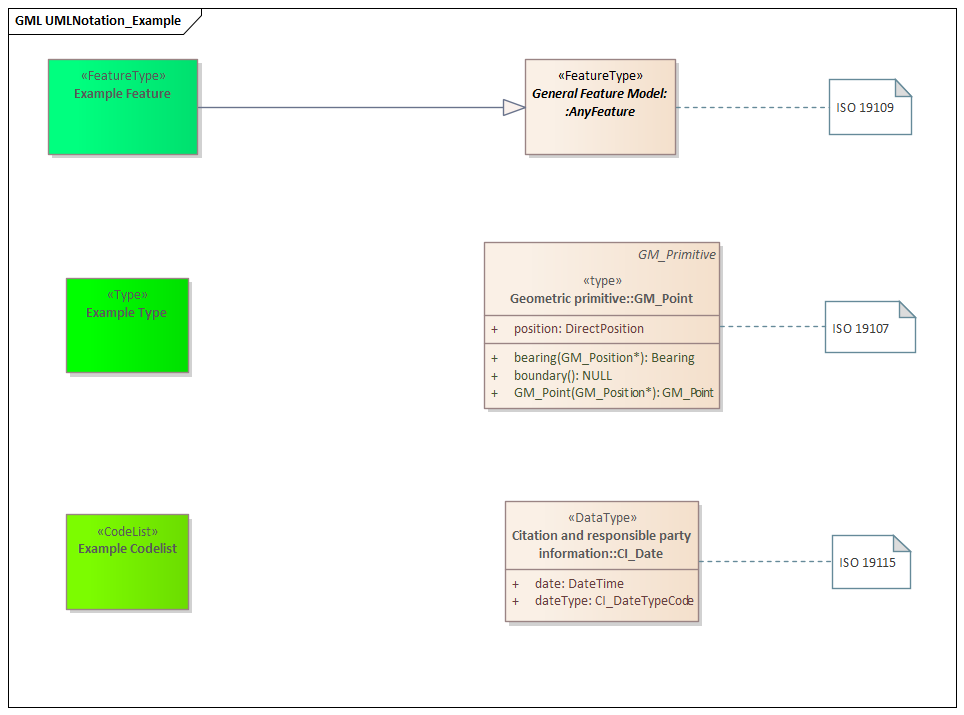 GML UMLNotation_Example
«FeatureType»
Example Feature
«FeatureType»
General Feature Model:
:AnyFeature
ISO 19109
GM_Primitive
«type»
Geometric primitive::GM_Point
+ position: DirectPosition
+ bearing(GM_Position*): Bearing
+ boundary(): NULL
+ GM_Point(GM_Position*): GM_Point
«Type»
Example Type
ISO 19107
«CodeList»
Example Codelist
«DataType»
Citation and responsible party
information::CI_Date
+ date: DateTime
+ dateType: CI_DateTypeCode
ISO 19115